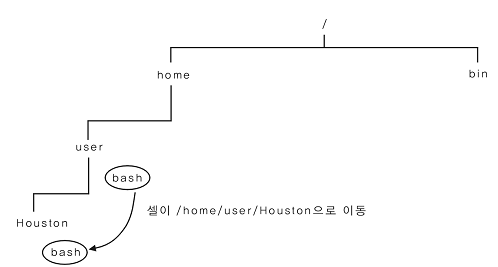 /
home
bin
user
bash
셀이 /home/user/Houston으로 이동
Houston
bash